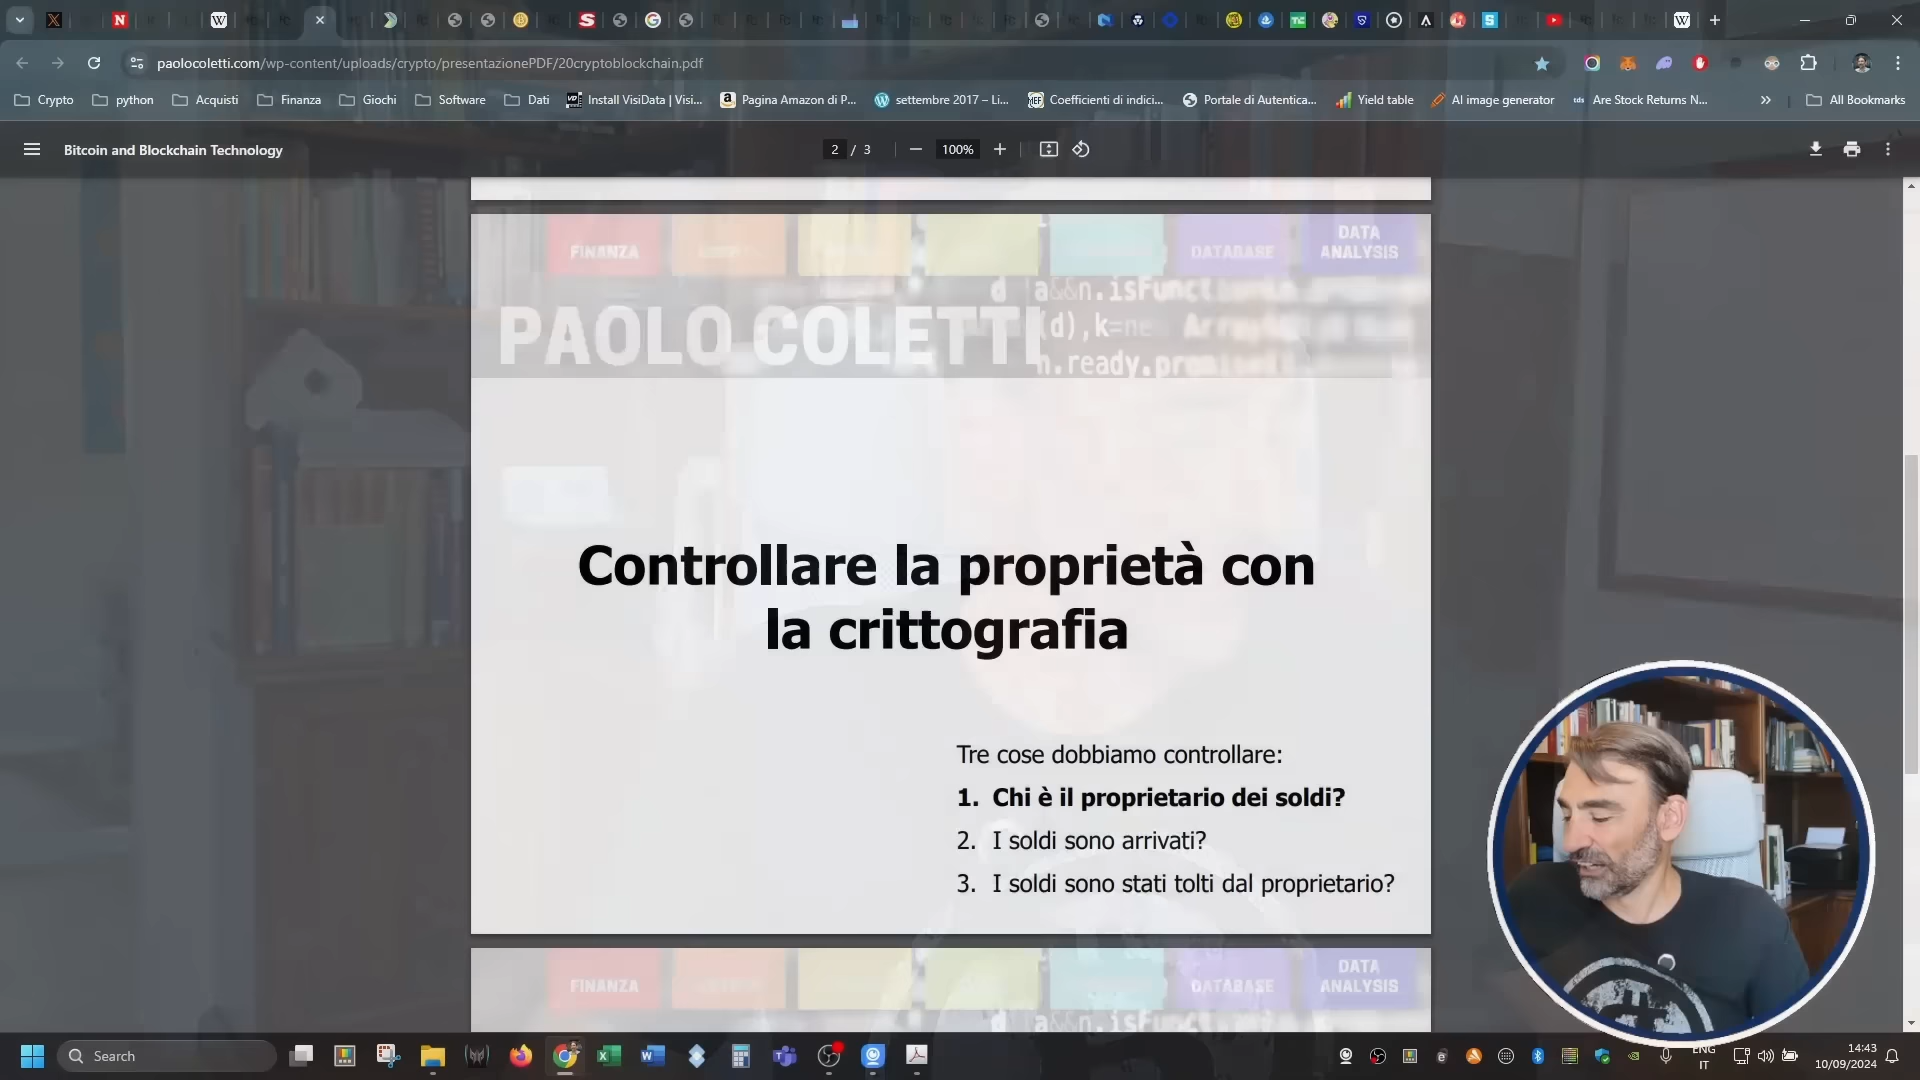 paolocoletti.com/wp-content/uploads/crypto/presentazionePDF/20cryptoblockchain.pdf
Crypto
python
Acquisti
Finanza
Giochi
Software
Dati
Install VisiData | Visi...
Pagina Amazon di P...
settembre 2017 – Li...
Coefficienti di indici...
Portale di Autentica...
Yield table
AI image generator
Are Stock Returns N...
»
All Bookmarks
Bitcoin and Blockchain Technology
2 / 3
100%
FINANZA
DATABASE
DATA
ANALYSIS
PAOLO COLETTI
d a&&n.isFunct
(d),k=ne
n.ready.promise
Controllare la proprietà con
la crittografia
Tre cose dobbiamo controllare:
1. Chi è il proprietario dei soldi?
2. I soldi sono arrivati?
3. I soldi sono stati tolti dal proprietario?
FINANZA
DATABASE
DATA
ANALYSIS
Search
ENG
IT
14:43
10/09/2024